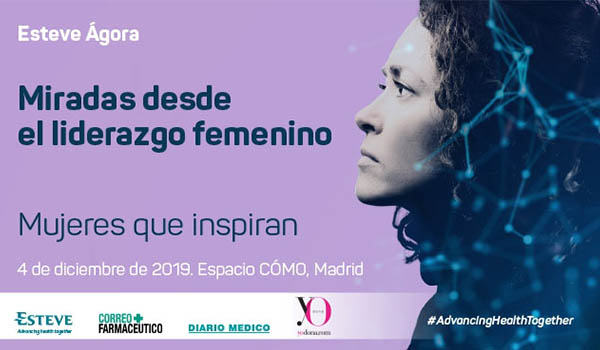 Esteve Ágora
Miradas desde
el liderazgo femenino
Mujeres que inspiran
4 de diciembre de 2019. Espacio CÓMO, Madrid
ESTEVE
Advancing health together
CORREO
FARMACÉUTICO
DIARIO MEDICO
yo
yodona.com
#AdvancingHealthTogether